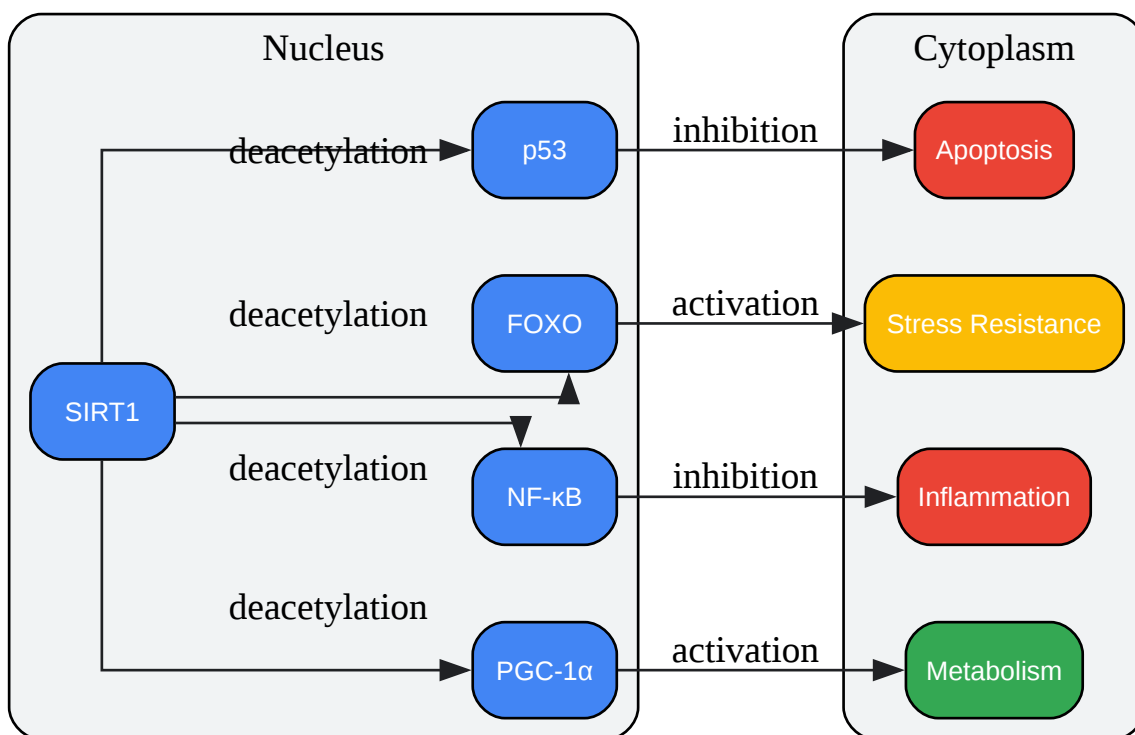 Nucleus
Cytoplasm
deacetylation
p53
inhibition
Apoptosis
deacetylation
FOXO
activation
Stress Resistance
SIRT1
deacetylation
NF-κB
inhibition
Inflammation
deacetylation
PGC-1α
activation
Metabolism